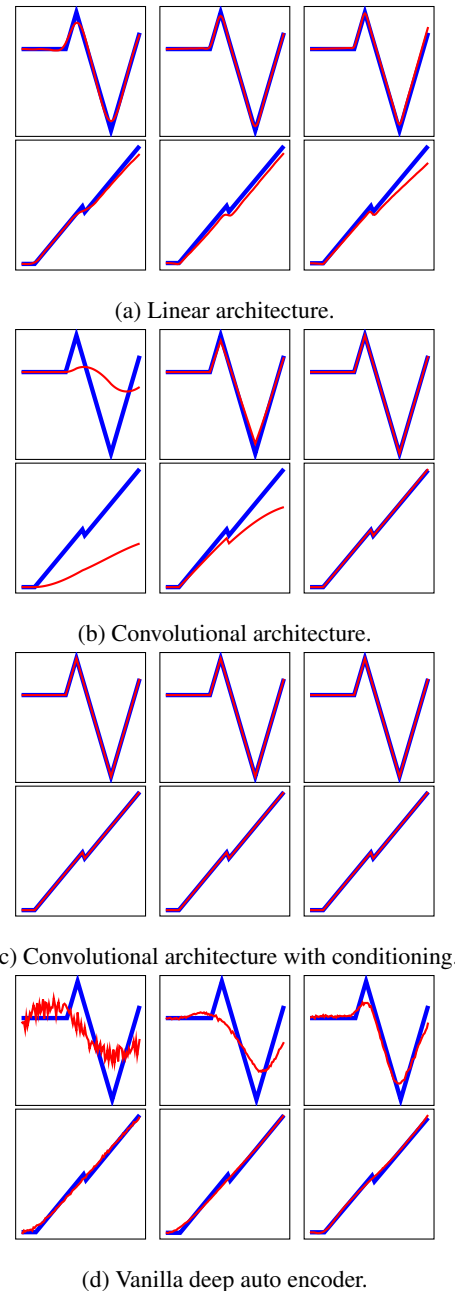 (a) Linear architecture.
(b) Convolutional architecture.
c) Convolutional architecture with conditioning.
(d) Vanilla deep auto encoder.